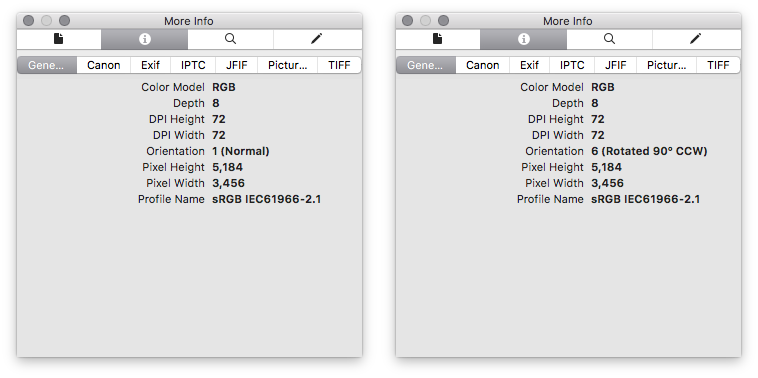 More Info
Gene... Canon Exif IPTC JFIF Pictur... TIFF
Color Model RGB
Depth 8
DPI Height 72
DPI Width 72
Orientation 1 (Normal)
Pixel Height 5,184
Pixel Width 3,456
Profile Name sRGB IEC61966-2.1
More Info
Gene... Canon Exif IPTC JFIF Pictur... TIFF
Color Model RGB
Depth 8
DPI Height 72
DPI Width 72
Orientation 6 (Rotated 90° CCW)
Pixel Height 5,184
Pixel Width 3,456
Profile Name sRGB IEC61966-2.1